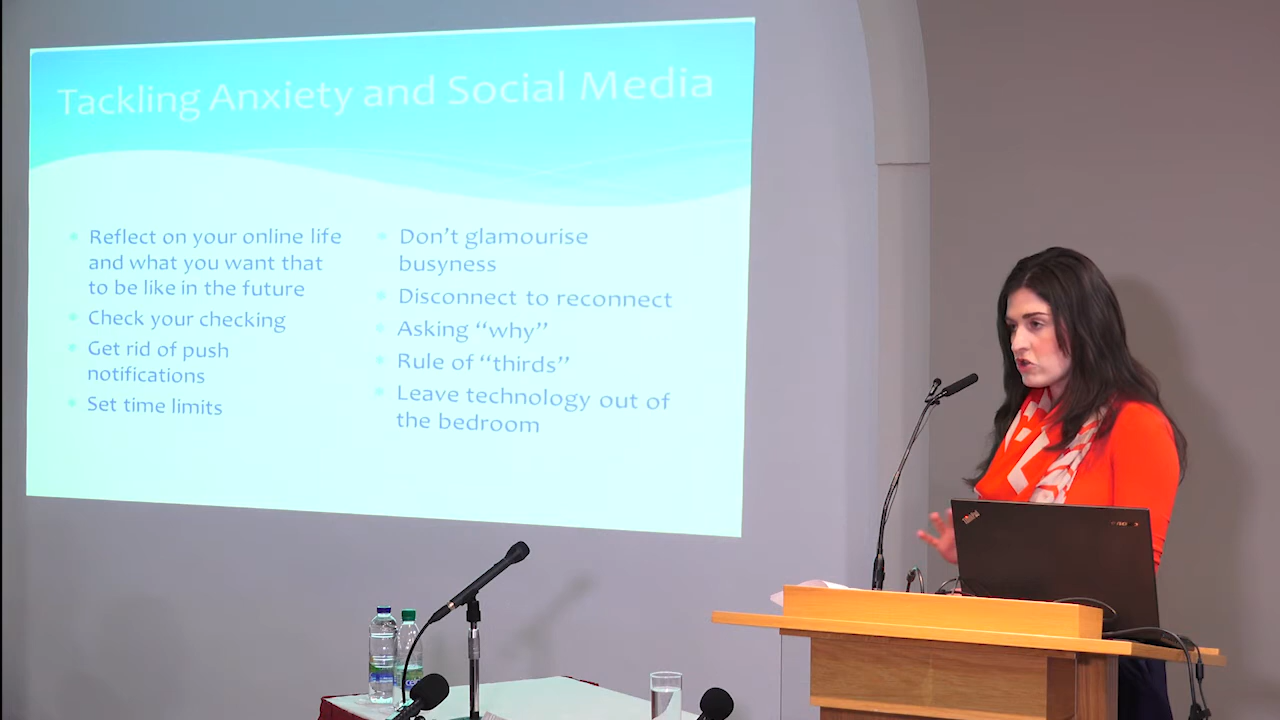 Tackling Anxiety and Social Media
Reflect on your online life
and what you want that
to be like in the future
Check your checking
Get rid of push
notifications
Set time limits
Don't glamourise
busyness
Disconnect to reconnect
Asking "why"
Rule of "thirds"
Leave technology out of
the bedroom
ThinkPad